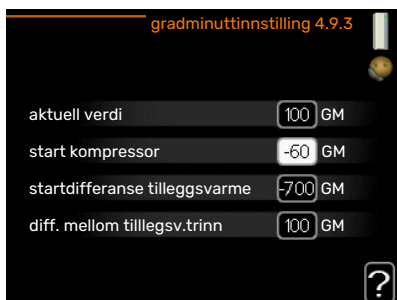 gradminuttinnstilling 4.9.3
aktuell verdi 100 GM
start kompressor -60 GM
startdifferanse tilleggsvarme -700 GM
diff. mellom tilllegsv.trinn 100 GM
?